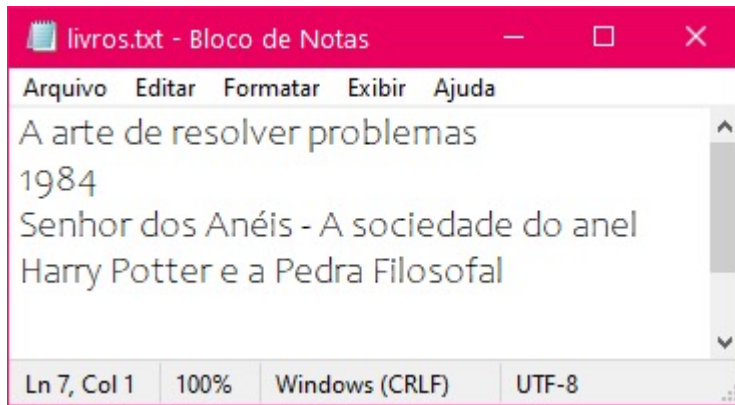 livros.txt - Bloco de Notas
Arquivo Editar Formatar Exibir Ajuda
A arte de resolver problemas
1984
Senhor dos Anéis - A sociedade do anel
Harry Potter e a Pedra Filosofal
Ln 7, Col 1 100% Windows (CRLF) UTF-8